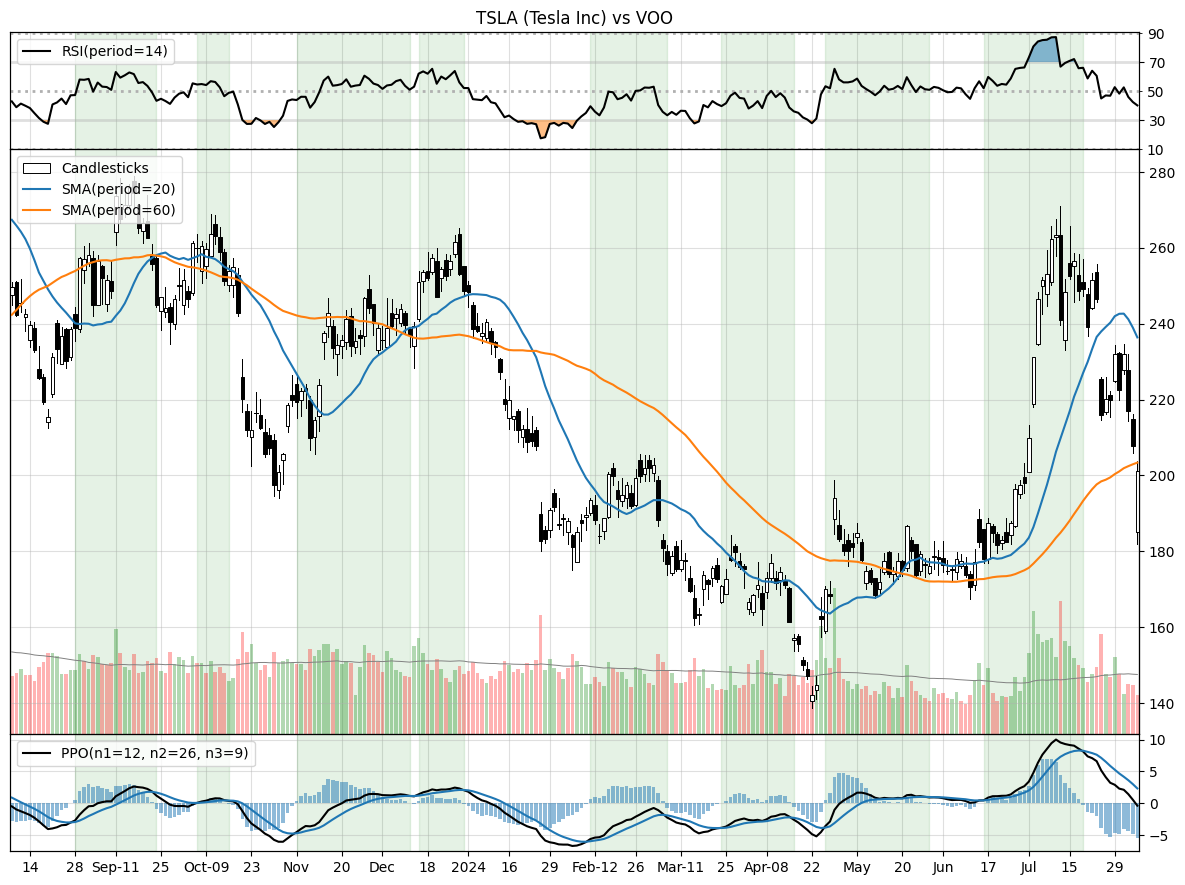 TSLA (Tesla Inc) vs VOO
RSI(period=14)
90
70
50
30
10
Candlesticks
SMA(period=20)
SMA(period=60)
280
260
240
220
200
180
160
140
PPO(n1=12, n2=26, n3=9)
10
5
0
−5
14 28 Sep-11 25 Oct-09 23 Nov 20 Dec 18 2024 16 29 Feb-12 26 Mar-11 25 Apr-08 22 May 20 Jun 17 Jul 15 29